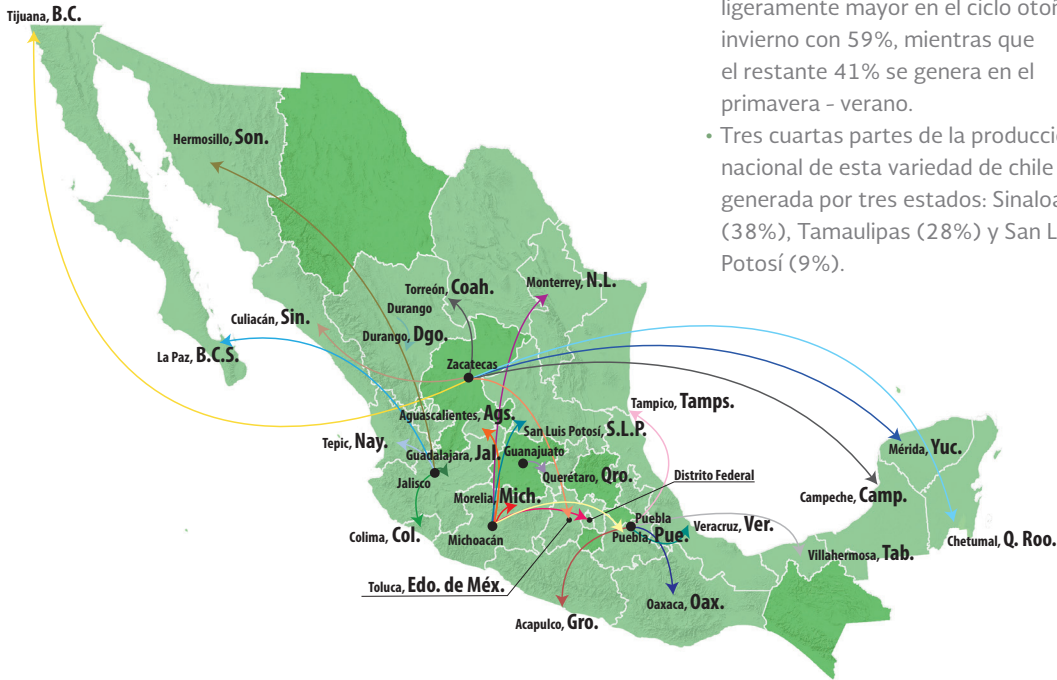 Tijuana, B.C.
ligeramente mayor en el ciclo otoñ
invierno con 59%, mientras que
el restante 41% se genera en el
primavera - verano.
• Tres cuartas partes de la producci
nacional de esta variedad de chile
generada por tres estados: Sinaloa
(38%), Tamaulipas (28%) y San L
Potosí (9%).
Hermosillo, Son.
Torreón, Coah.
Monterrey, N.L.
Durango
Culiacán, Sin.
Durango, Dgo.
La Paz, B.C.S.
Zacatecas
Tampico, Tamps.
Aguascalientes, Ags.
San Luis Potosí, S.L.P.
Tepic, Nay.
Guadalajara, Jal.
Guanajuato
Mérida, Yuc.
Jalisco
Querétaro, Qro.
Distrito Federal
Morelia, Mich.
Campeche, Camp.
Colima, Col.
Michoacán
Puebla
Puebla, Pue.
Veracruz, Ver.
Villahermosa, Tab.
Chetumal, Q. Roo.
Toluca, Edo. de Méx.
Oaxaca, Oax.
Acapulco, Gro.